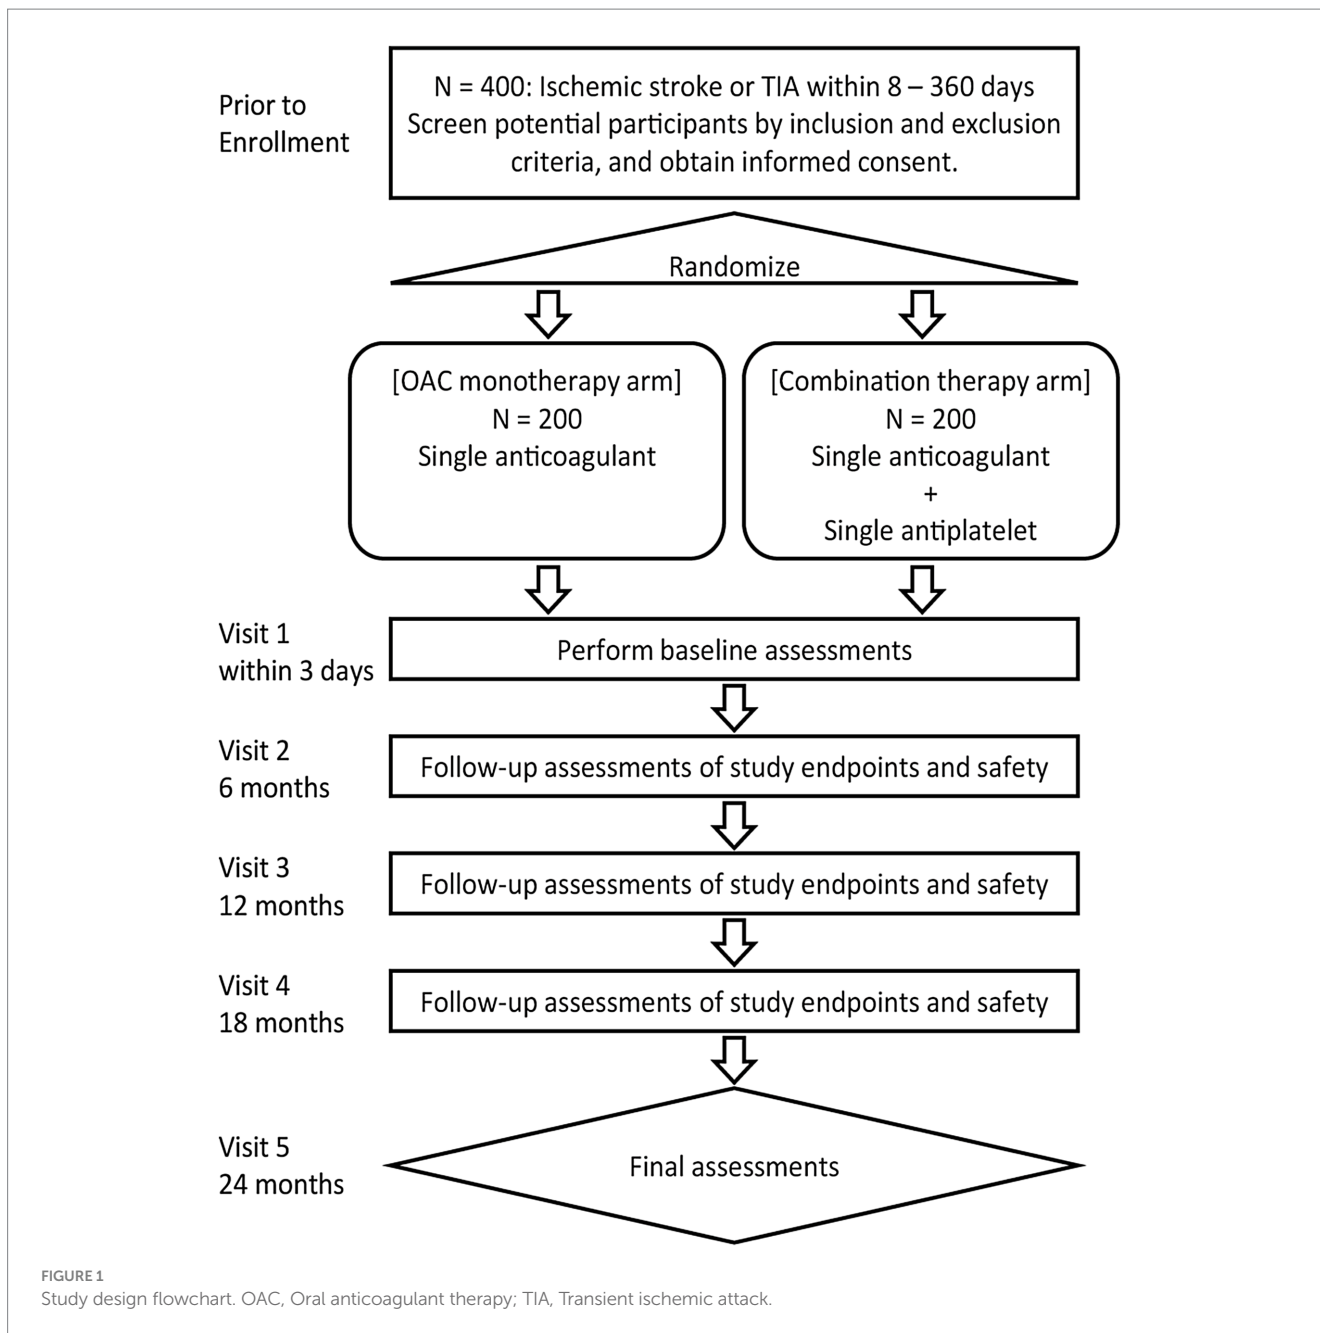 Prior to
Enrollment
N = 400: Ischemic stroke or TIA within 8 – 360 days
Screen potential participants by inclusion and exclusion
criteria, and obtain informed consent.
Randomize
[OAC monotherapy arm]
N = 200
Single anticoagulant
[Combination therapy arm]
N = 200
Single anticoagulant
+
Single antiplatelet
Visit 1
within 3 days
Perform baseline assessments
Visit 2
6 months
Follow-up assessments of study endpoints and safety
Visit 3
12 months
Follow-up assessments of study endpoints and safety
Visit 4
18 months
Follow-up assessments of study endpoints and safety
Visit 5
24 months
Final assessments
FIGURE 1
Study design flowchart. OAC, Oral anticoagulant therapy; TIA, Transient ischemic attack.